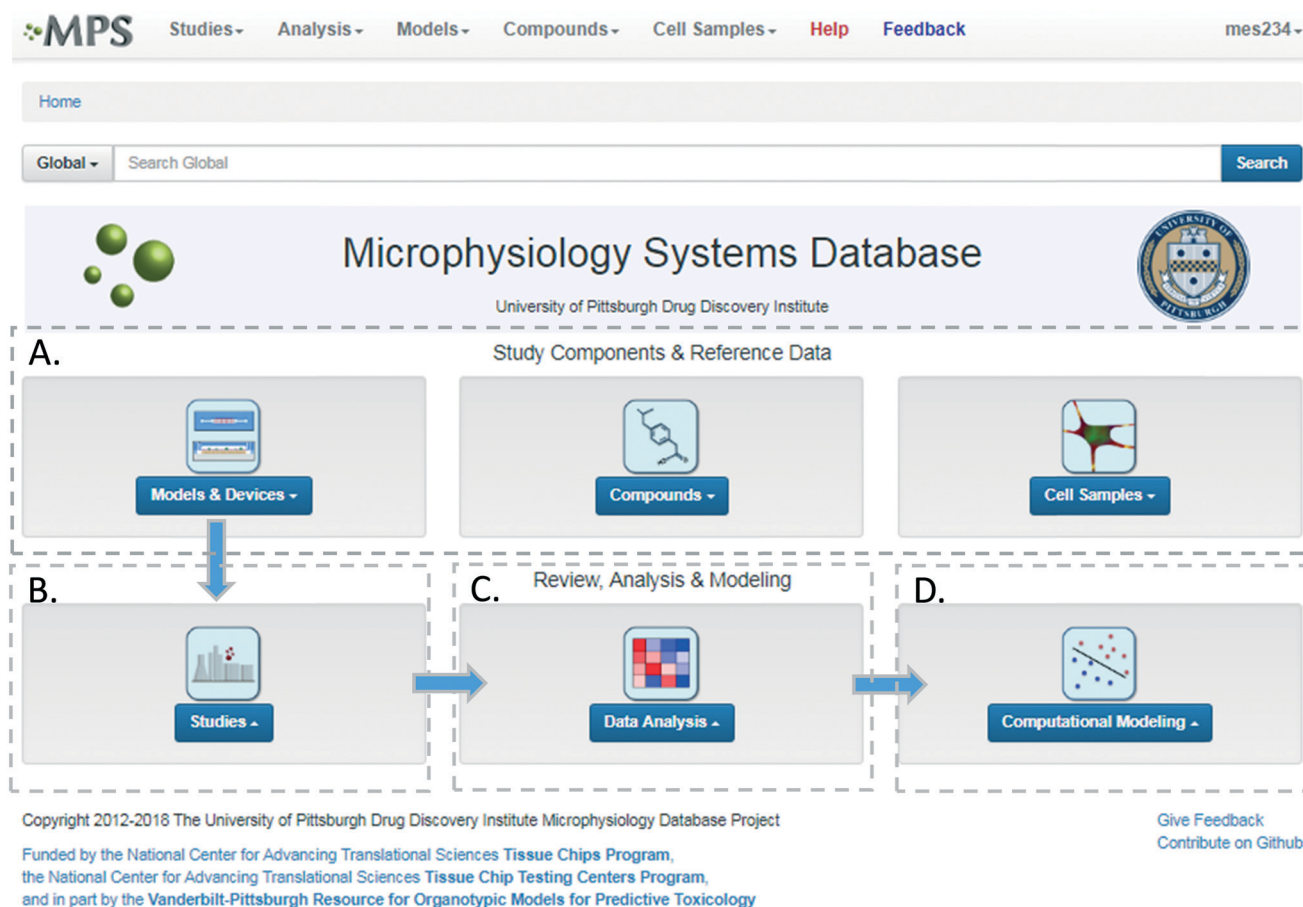 MPS Studies Analysis Models Compounds Cell Samples Help Feedback mes234
Home
Global Search Global Search
Microphysiology Systems Database
University of Pittsburgh Drug Discovery Institute
UNIVERSITY OF PITTSBURGH
A.
Study Components & Reference Data
Models & Devices Compounds Cell Samples
B. C. Review, Analysis & Modeling D.
Studies Data Analysis Computational Modeling
Copyright 2012-2018 The University of Pittsburgh Drug Discovery Institute Microphysiology Database Project
Give Feedback
Contribute on Github
Funded by the National Center for Advancing Translational Sciences Tissue Chips Program,
the National Center for Advancing Translational Sciences Tissue Chip Testing Centers Program,
and in part by the Vanderbilt-Pittsburgh Resource for Organotypic Models for Predictive Toxicology